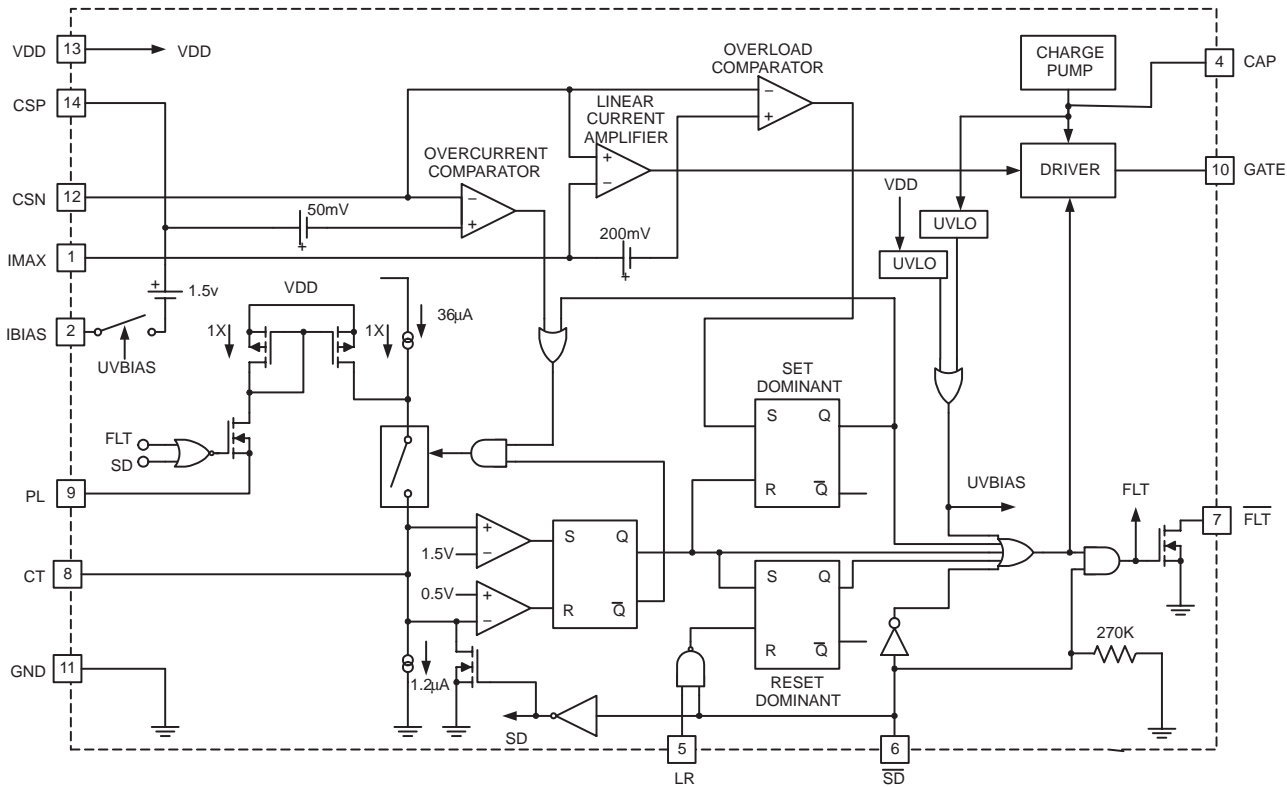 VDD
13
VDD
CSP
14
CSN
12
IMAX
1
IBIAS
2
UVBIAS
1.5v
50mV
OVERCURRENT
COMPARATOR
LINEAR
CURRENT
AMPLIFIER
OVERLOAD
COMPARATOR
200mV
CHARGE
PUMP
4
CAP
DRIVER
10
GATE
VDD
UVLO
UVLO
VDD
1X
1X
36µA
FLT
SD
PL
9
SET
DOMINANT
S
Q
R
Q
UVBIAS
FLT
7
FLT
1.5V
0.5V
S
Q
R
Q
CT
8
S
Q
R
Q
RESET
DOMINANT
270K
GND
11
1.2µA
SD
5
LR
6
SD